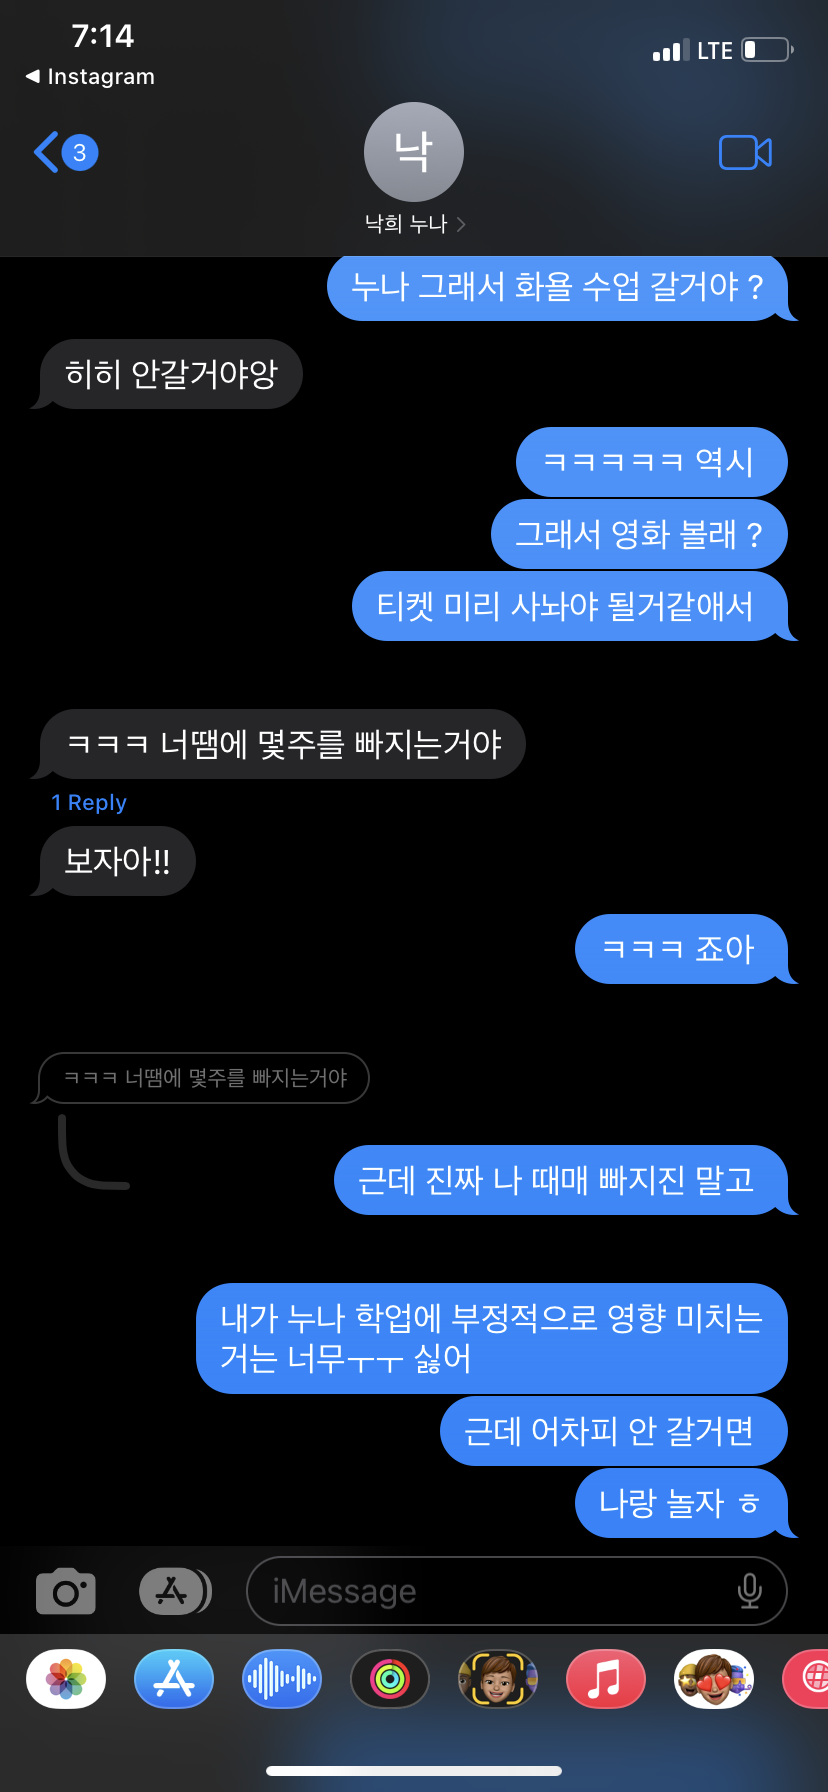 7:14
LTE
◀ Instagram
3
낙
낙희 누나
누나 그래서 화욜 수업 갈거야 ?
히히 안갈거야앙
ㅋㅋㅋㅋㅋ 역시
그래서 영화 볼래 ?
티켓 미리 사놔야 될거같애서
ㅋㅋㅋ 너땜에 몇주를 빠지는거야
1 Reply
보자아!!
ㅋㅋㅋ 죠아
ㅋㅋㅋ 너땜에 몇주를 빠지는거야
근데 진짜 나 때매 빠지진 말고
내가 누나 학업에 부정적으로 영향 미치는
거는 너무ㅜㅜ 싫어
근데 어차피 안 갈거면
나랑 놀자 ㅎ
iMessage